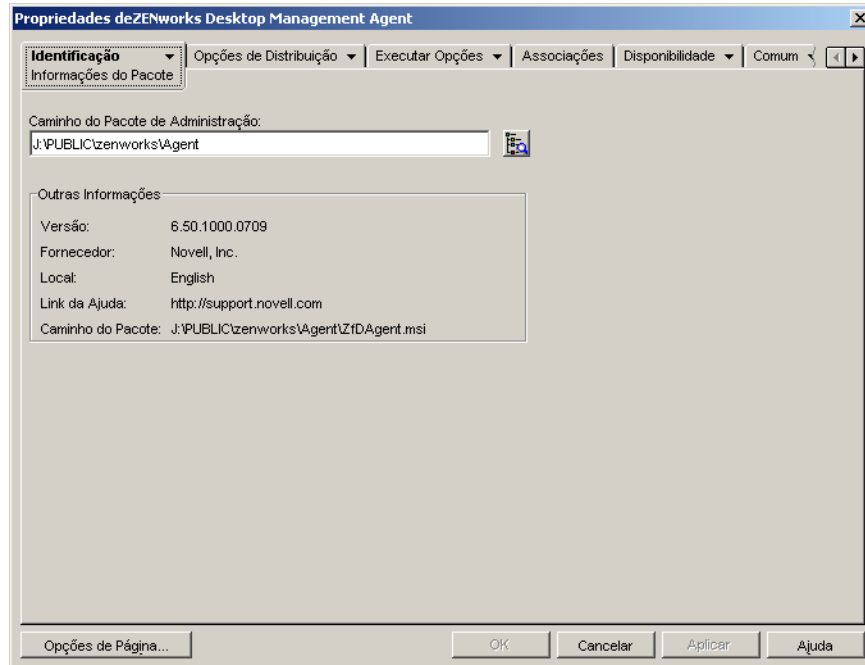 Propriedades deZENworks Desktop Management Agent
Identificação Opções de Distribuição Executar Opções Associações Disponibilidade Comum
Informações do Pacote
Caminho do Pacote de Administração:
J:\PUBLIC\zenworks\Agent
Outras Informações
Versão: 6.50.1000.0709
Fornecedor: Novell, Inc.
Local: English
Link da Ajuda: http://support.novell.com
Caminho do Pacote: J:\PUBLIC\zenworks\Agent\ZfDAgent.msi
Opções de Página... OK Cancelar Aplicar Ajuda